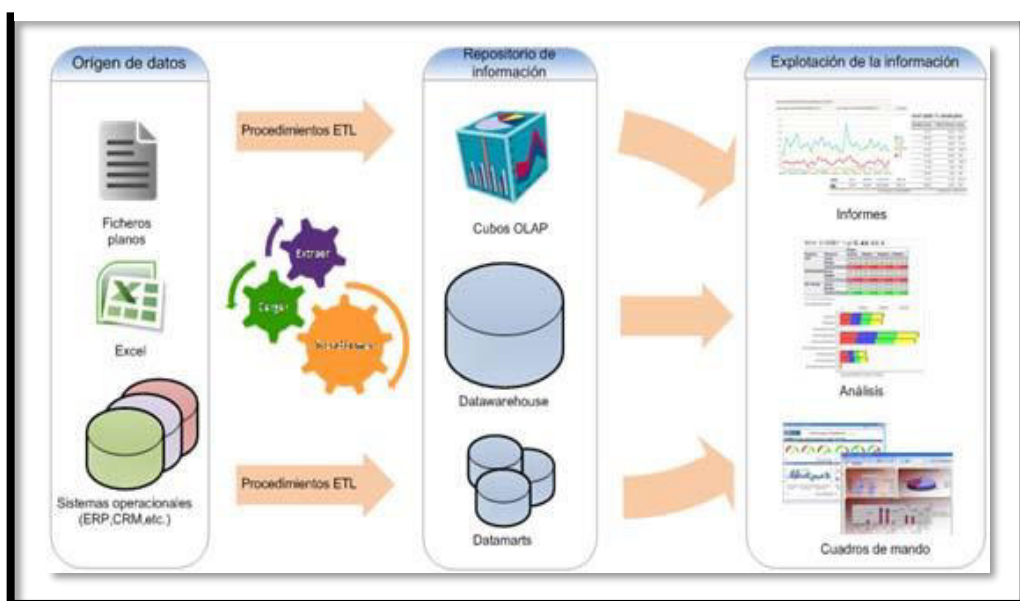 Origen de datos
Ficheros
planos
Excel
Sistemas operacionales
(ERP,CRM,etc.)
Procedimientos ETL
Extraer
Cargar
Transformar
Procedimientos ETL
Repositorio de
información
Cubos OLAP
Datawarehouse
Datamarts
Explotación de la información
Informes
Análisis
Cuadros de mando